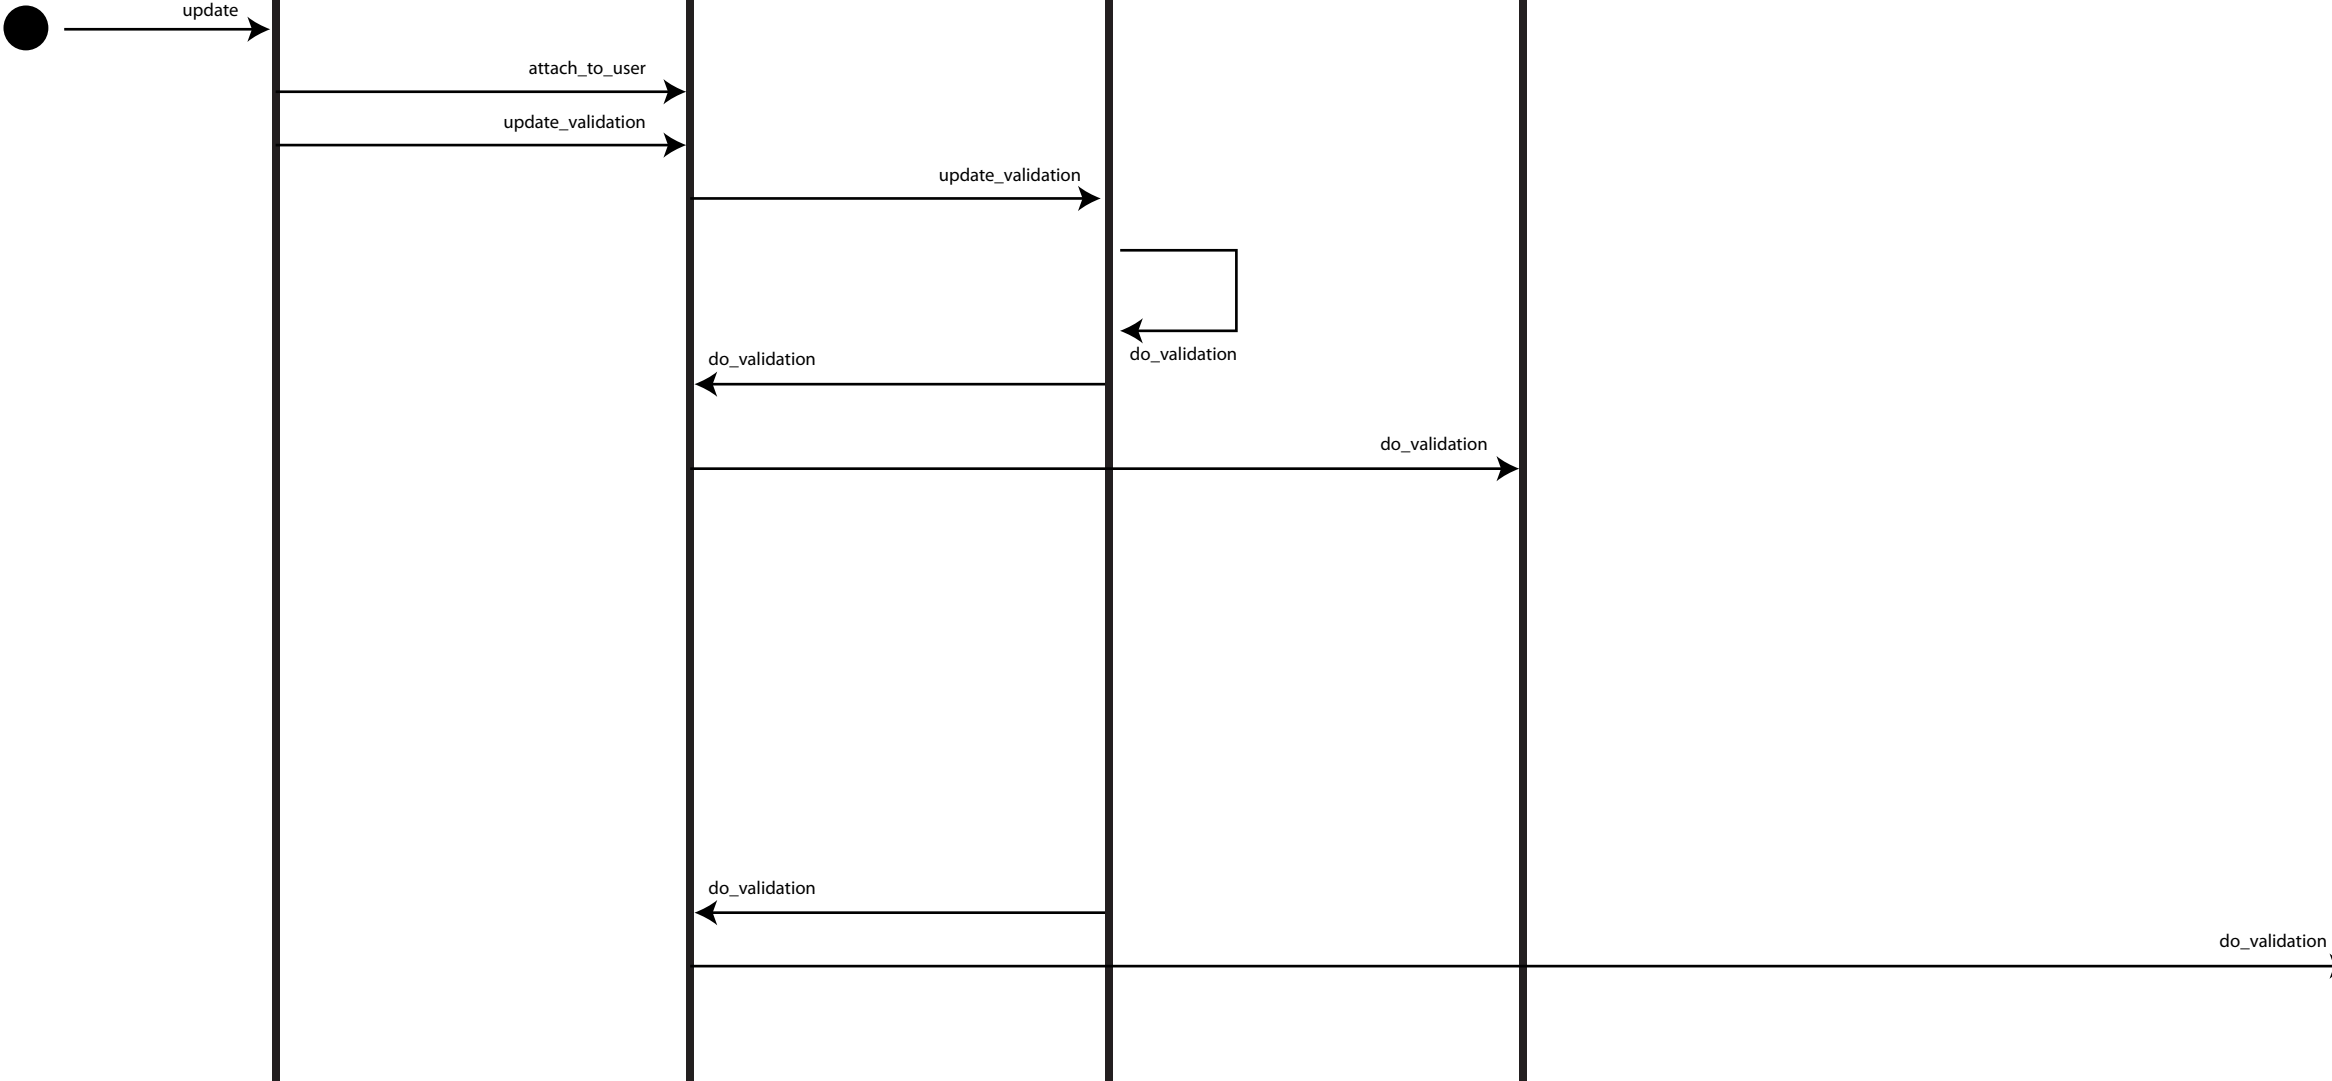 update
attach_to_user
update_validation
update_validation
do_validation
do_validation
do_validation
do_validation
do_validation